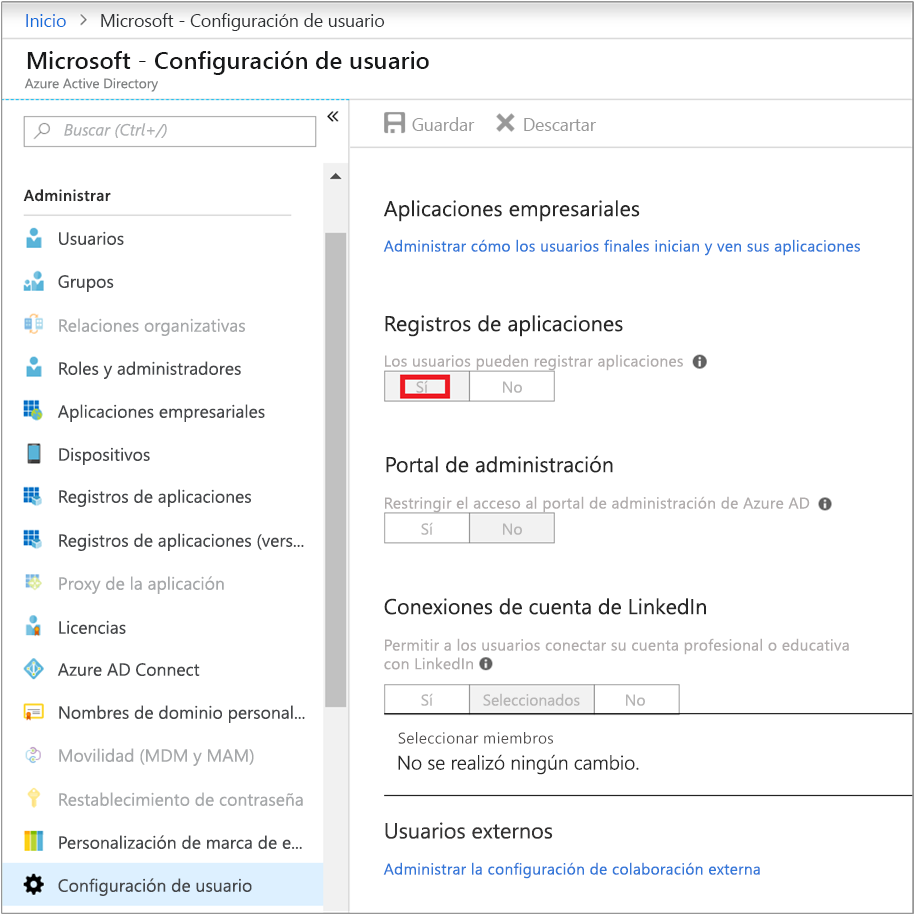 Inicio > Microsoft - Configuración de usuario
Microsoft - Configuración de usuario
Azure Active Directory
Buscar (Ctrl+/)
«
Administrar
Usuarios
Grupos
Relaciones organizativas
Roles y administradores
Aplicaciones empresariales
Dispositivos
Registros de aplicaciones
Registros de aplicaciones (vers...
Proxy de la aplicación
Licencias
Azure AD Connect
Nombres de dominio personal...
Movilidad (MDM y MAM)
Restablecimiento de contraseña
Personalización de marca de e...
Configuración de usuario
Guardar Descartar
Aplicaciones empresariales
Administrar cómo los usuarios finales inician y ven sus aplicaciones
Registros de aplicaciones
Los usuarios pueden registrar aplicaciones
Sí No
Portal de administración
Restringir el acceso al portal de administración de Azure AD
Sí No
Conexiones de cuenta de LinkedIn
Permitir a los usuarios conectar su cuenta profesional o educativa
con LinkedIn
Sí Seleccionados No
Seleccionar miembros
No se realizó ningún cambio.
Usuarios externos
Administrar la configuración de colaboración externa